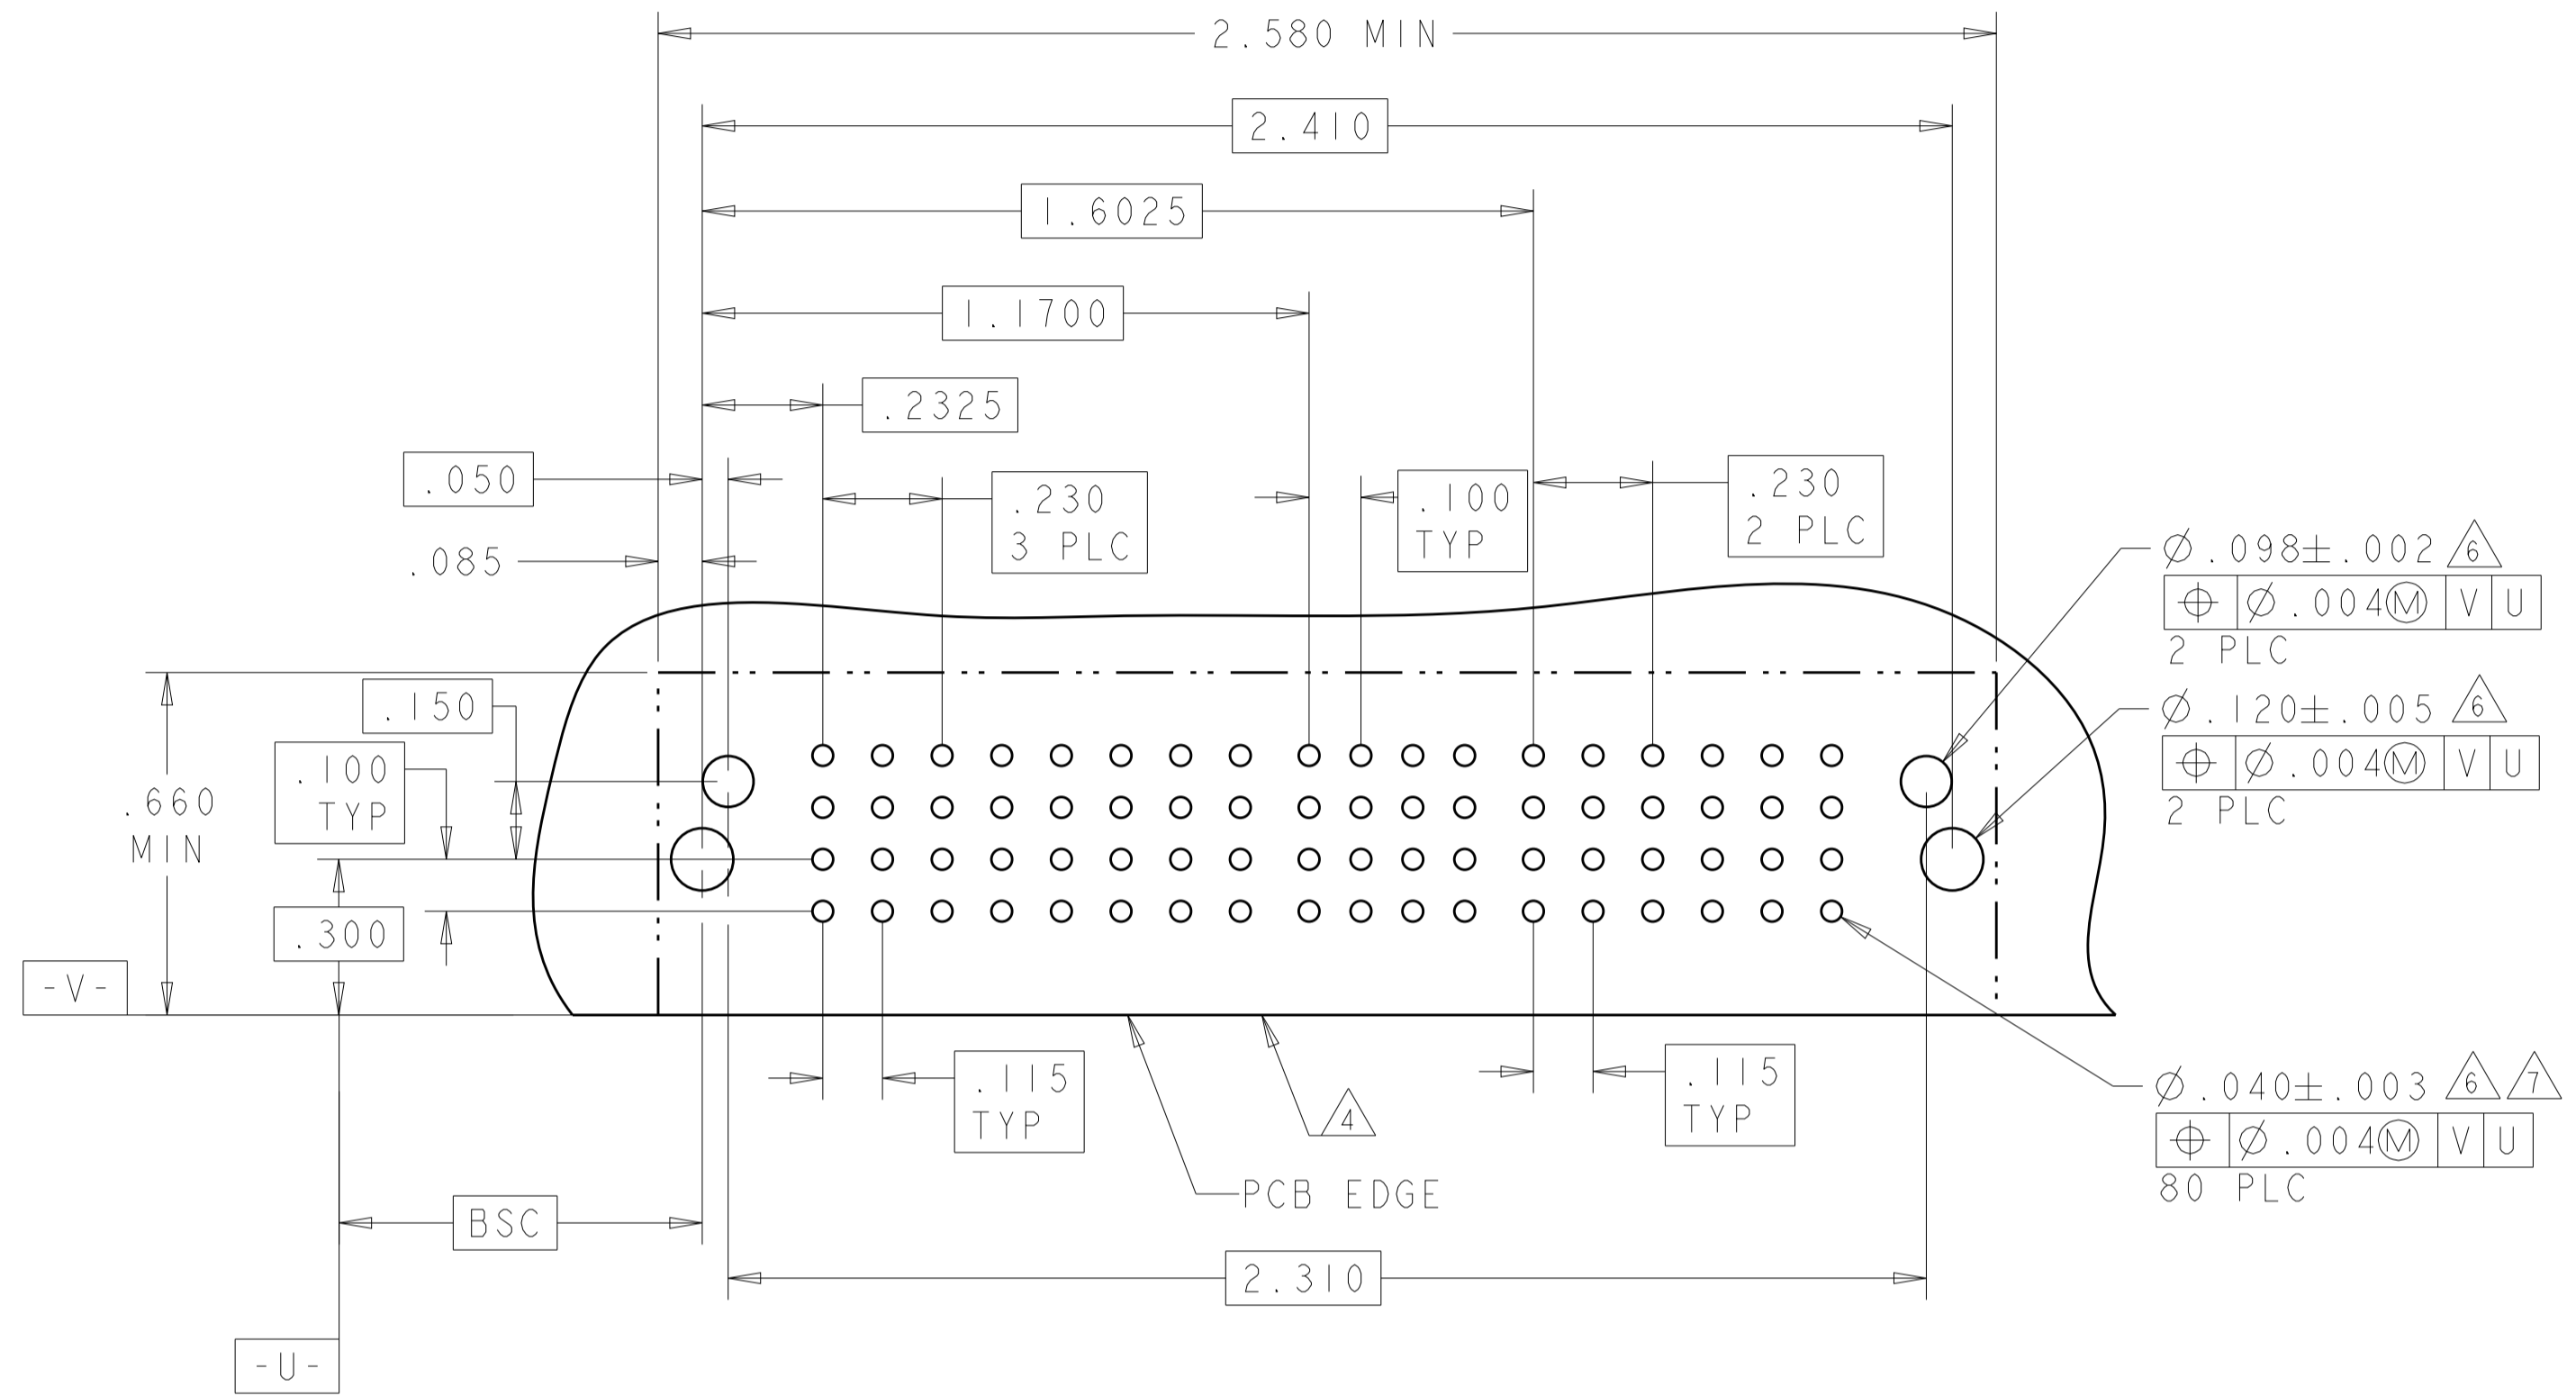 2.580 MIN
2.410
1.6025
1.1700
.2325
.050
.230
3 PLC
.100
TYP
.230
2 PLC
.085
Ø.098±.002 6
⌖ Ø.004Ⓜ V U
2 PLC
.150
Ø.120±.005 6
⌖ Ø.004Ⓜ V U
2 PLC
.100
TYP
.660
MIN
.300
-V-
.115
TYP
4
.115
TYP
Ø.040±.003 6 7
⌖ Ø.004Ⓜ V U
80 PLC
PCB EDGE
BSC
2.310
-U-